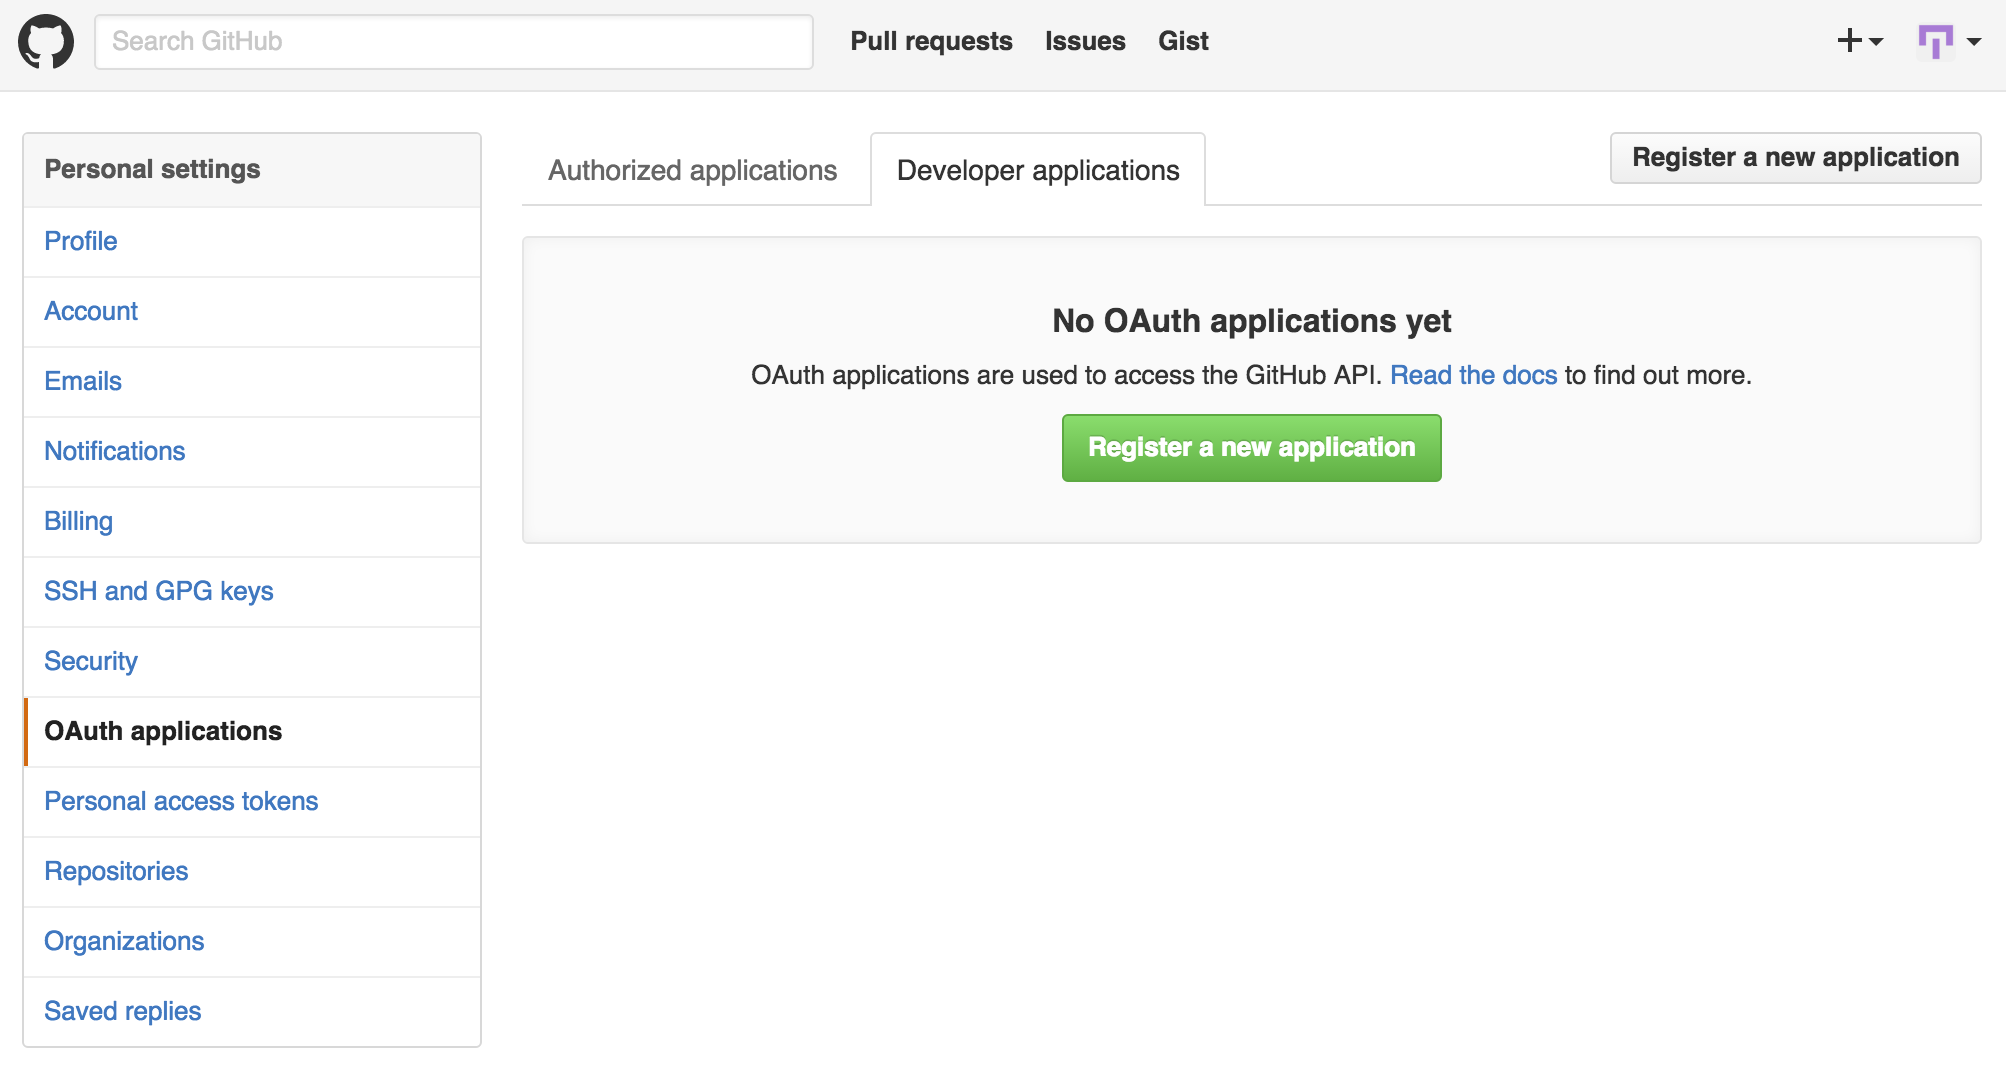 Search GitHub
Pull requests
Issues
Gist
Personal settings
Profile
Account
Emails
Notifications
Billing
SSH and GPG keys
Security
OAuth applications
Personal access tokens
Repositories
Organizations
Saved replies
Authorized applications
Developer applications
Register a new application
No OAuth applications yet
OAuth applications are used to access the GitHub API. Read the docs to find out more.
Register a new application